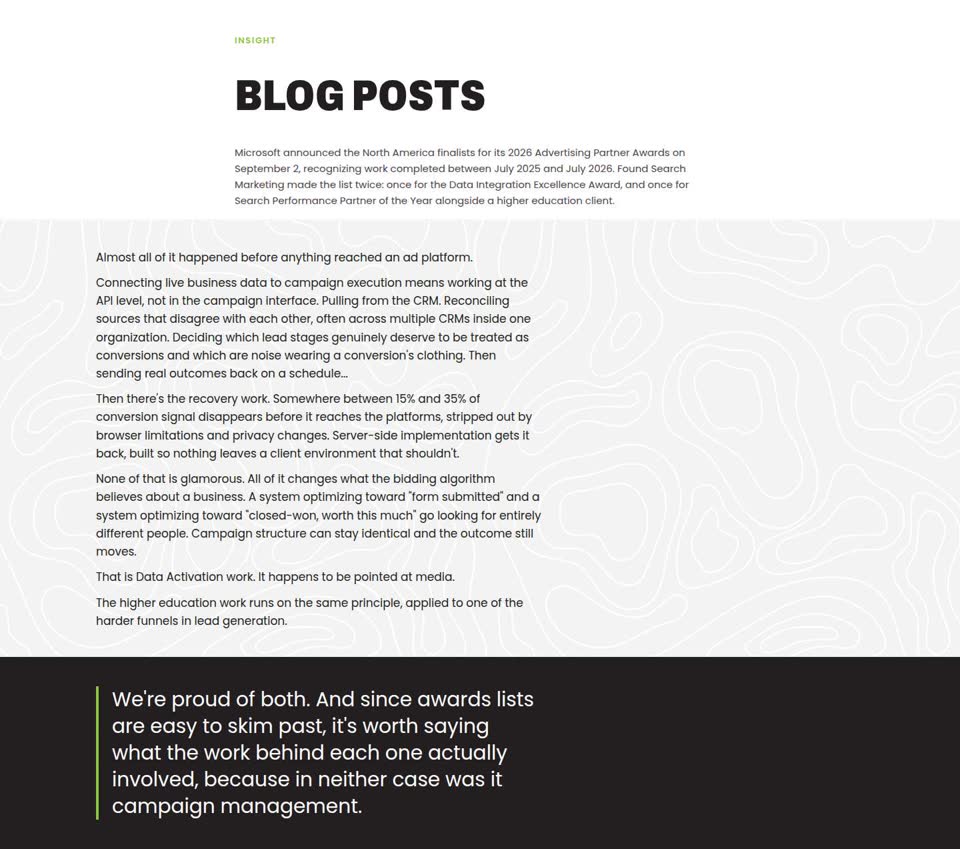 INSIGHT
BLOG POSTS
Microsoft announced the North America finalists for its 2026 Advertising Partner Awards on
September 2, recognizing work completed between July 2025 and July 2026. Found Search
Marketing made the list twice: once for the Data Integration Excellence Award, and once for
Search Performance Partner of the Year alongside a higher education client.
Almost all of it happened before anything reached an ad platform.
Connecting live business data to campaign execution means working at the
API level, not in the campaign interface. Pulling from the CRM. Reconciling
sources that disagree with each other, often across multiple CRMs inside one
organization. Deciding which lead stages genuinely deserve to be treated as
conversions and which are noise wearing a conversion's clothing. Then
sending real outcomes back on a schedule...
Then there's the recovery work. Somewhere between 15% and 35% of
conversion signal disappears before it reaches the platforms, stripped out by
browser limitations and privacy changes. Server-side implementation gets it
back, built so nothing leaves a client environment that shouldn't.
None of that is glamorous. All of it changes what the bidding algorithm
believes about a business. A system optimizing toward "form submitted" and a
system optimizing toward "closed-won, worth this much" go looking for entirely
different people. Campaign structure can stay identical and the outcome still
moves.
That is Data Activation work. It happens to be pointed at media.
The higher education work runs on the same principle, applied to one of the
harder funnels in lead generation.
We're proud of both. And since awards lists
are easy to skim past, it's worth saying
what the work behind each one actually
involved, because in neither case was it
campaign management.